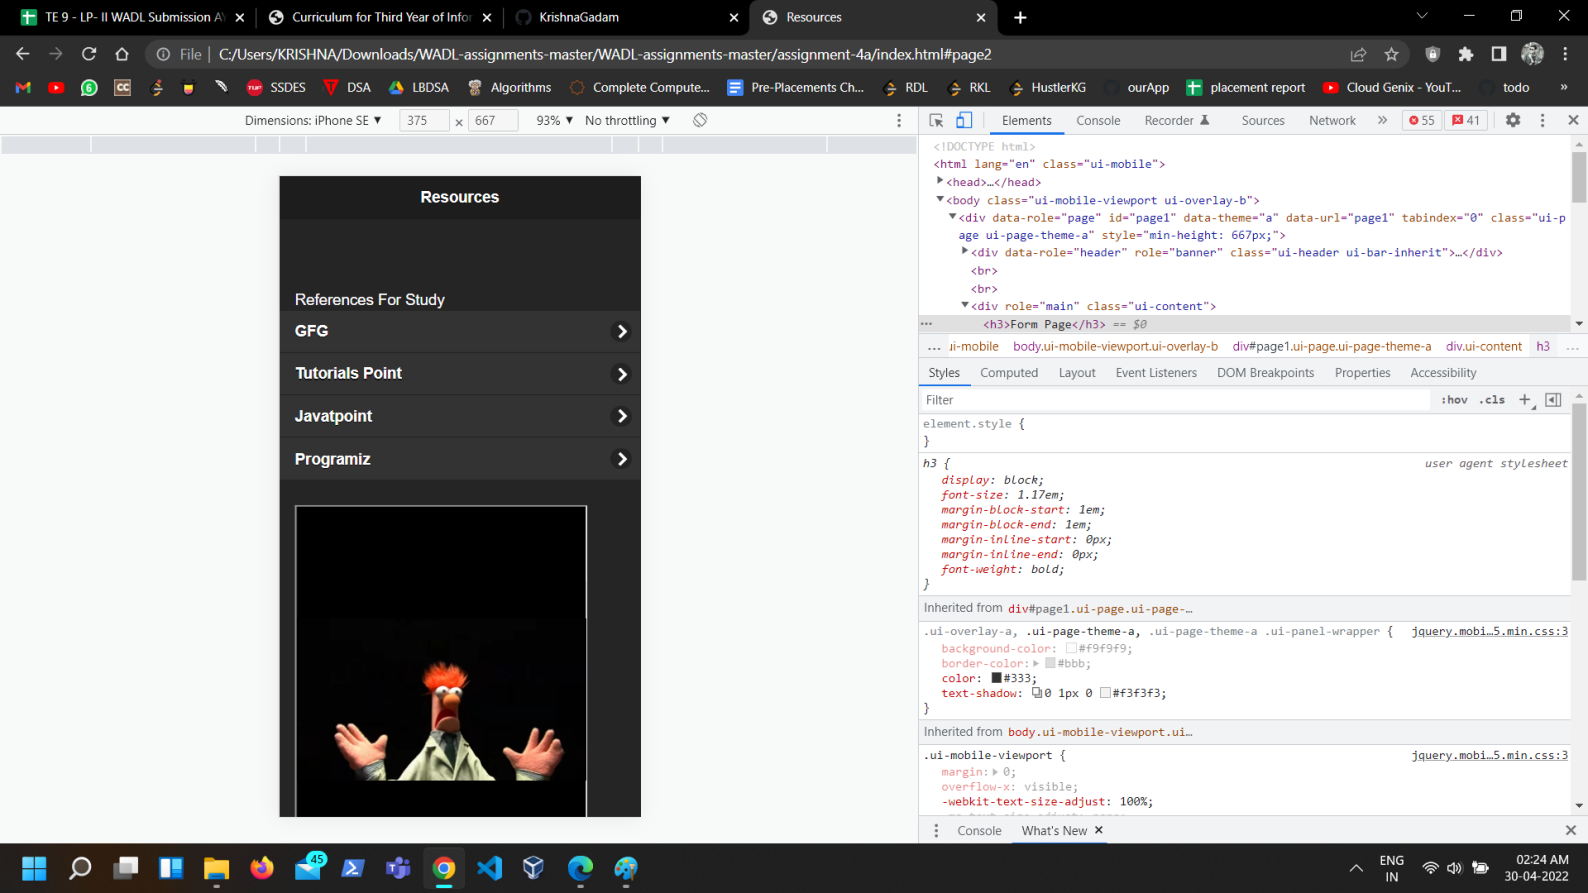 TE 9 - LP- II WADL Submission AY
Curriculum for Third Year of Infor
KrishnaGadam
Resources
File | C:/Users/KRISHNA/Downloads/WADL-assignments-master/WADL-assignments-master/assignment-4a/index.html#page2
SSDES
DSA
LBDSA
Algorithms
Complete Compute...
Pre-Placements Ch...
RDL
RKL
HustlerKG
ourApp
placement report
Cloud Genix - YouT...
todo
»
Dimensions: iPhone SE ▼ 375 × 667 93% ▼ No throttling ▼
Elements Console Recorder Sources Network » 55 41
Resources
References For Study
GFG
Tutorials Point
Javatpoint
Programiz
<!DOCTYPE html>
<html lang="en" class="ui-mobile">
<head>…</head>
<body class="ui-mobile-viewport ui-overlay-b">
<div data-role="page" id="page1" data-theme="a" data-url="page1" tabindex="0" class="ui-p
age ui-page-theme-a" style="min-height: 667px;">
<div data-role="header" role="banner" class="ui-header ui-bar-inherit">…</div>
<br>
<br>
<div role="main" class="ui-content">
<h3>Form Page</h3> == $0
... ui-mobile body.ui-mobile-viewport.ui-overlay-b div#page1.ui-page.ui-page-theme-a div.ui-content h3 ...
Styles Computed Layout Event Listeners DOM Breakpoints Properties Accessibility
Filter :hov .cls +
element.style {
}
h3 { user agent stylesheet
display: block;
font-size: 1.17em;
margin-block-start: 1em;
margin-block-end: 1em;
margin-inline-start: 0px;
margin-inline-end: 0px;
font-weight: bold;
}
Inherited from div#page1.ui-page.ui-page-…
.ui-overlay-a, .ui-page-theme-a, .ui-page-theme-a .ui-panel-wrapper { jquery.mobi…5.min.css:3
background-color: #f9f9f9;
border-color: #bbb;
color: #333;
text-shadow: 0 1px 0 #f3f3f3;
}
Inherited from body.ui-mobile-viewport.ui…
.ui-mobile-viewport { jquery.mobi…5.min.css:3
margin: 0;
overflow-x: visible;
-webkit-text-size-adjust: 100%;
Console What's New
45
ENG
IN
02:24 AM
30-04-2022